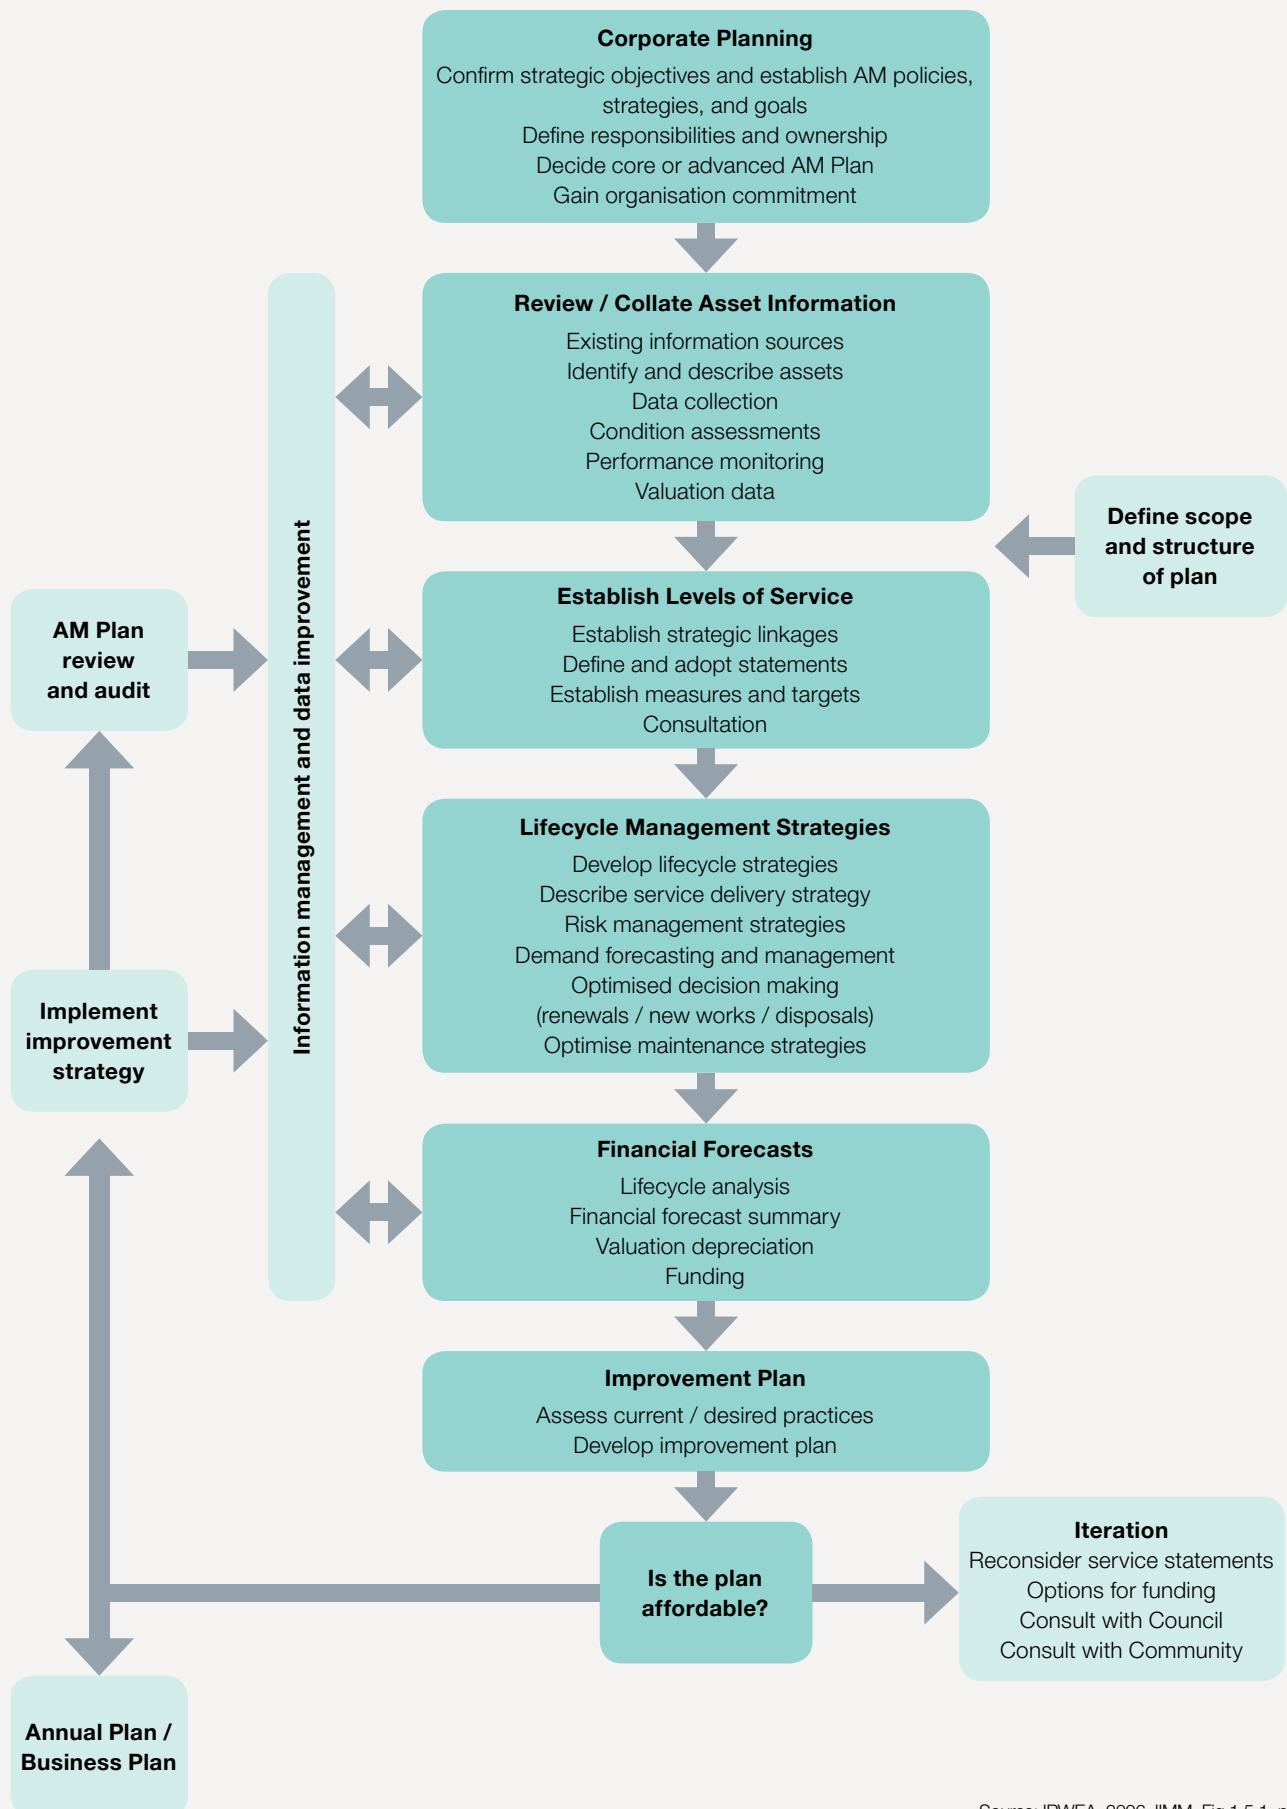 Corporate Planning
Confirm strategic objectives and establish AM policies,
strategies, and goals
Define responsibilities and ownership
Decide core or advanced AM Plan
Gain organisation commitment
Review / Collate Asset Information
Existing information sources
Identify and describe assets
Data collection
Condition assessments
Performance monitoring
Valuation data
Define scope
and structure
of plan
Information management and data improvement
Establish Levels of Service
Establish strategic linkages
Define and adopt statements
Establish measures and targets
Consultation
AM Plan
review
and audit
Lifecycle Management Strategies
Develop lifecycle strategies
Describe service delivery strategy
Risk management strategies
Demand forecasting and management
Optimised decision making
(renewals / new works / disposals)
Optimise maintenance strategies
Implement
improvement
strategy
Financial Forecasts
Lifecycle analysis
Financial forecast summary
Valuation depreciation
Funding
Improvement Plan
Assess current / desired practices
Develop improvement plan
Is the plan
affordable?
Iteration
Reconsider service statements
Options for funding
Consult with Council
Consult with Community
Annual Plan /
Business Plan